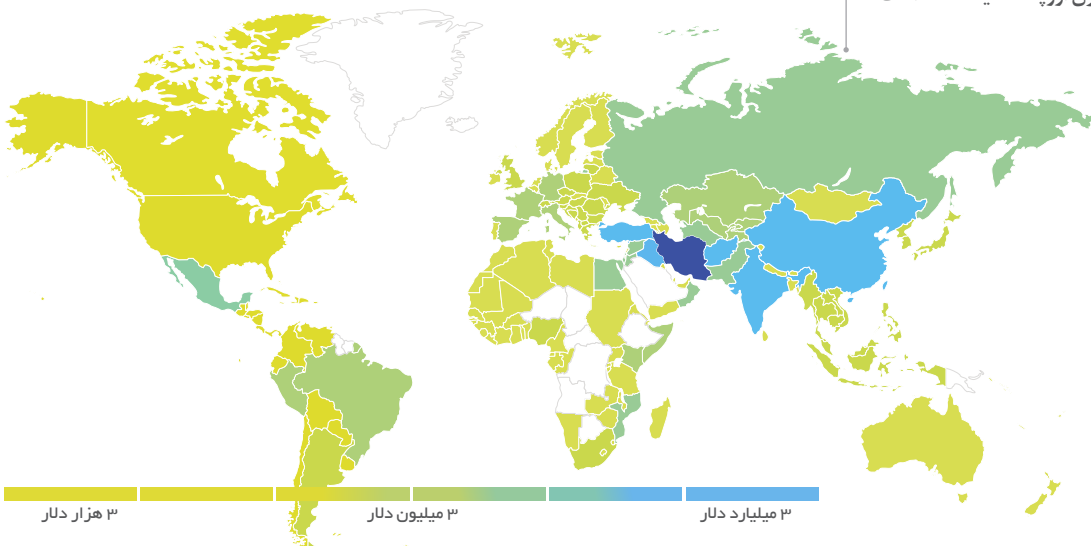 ۳ هزار دلار
۳ میلیون دلار
۳ میلیارد دلار